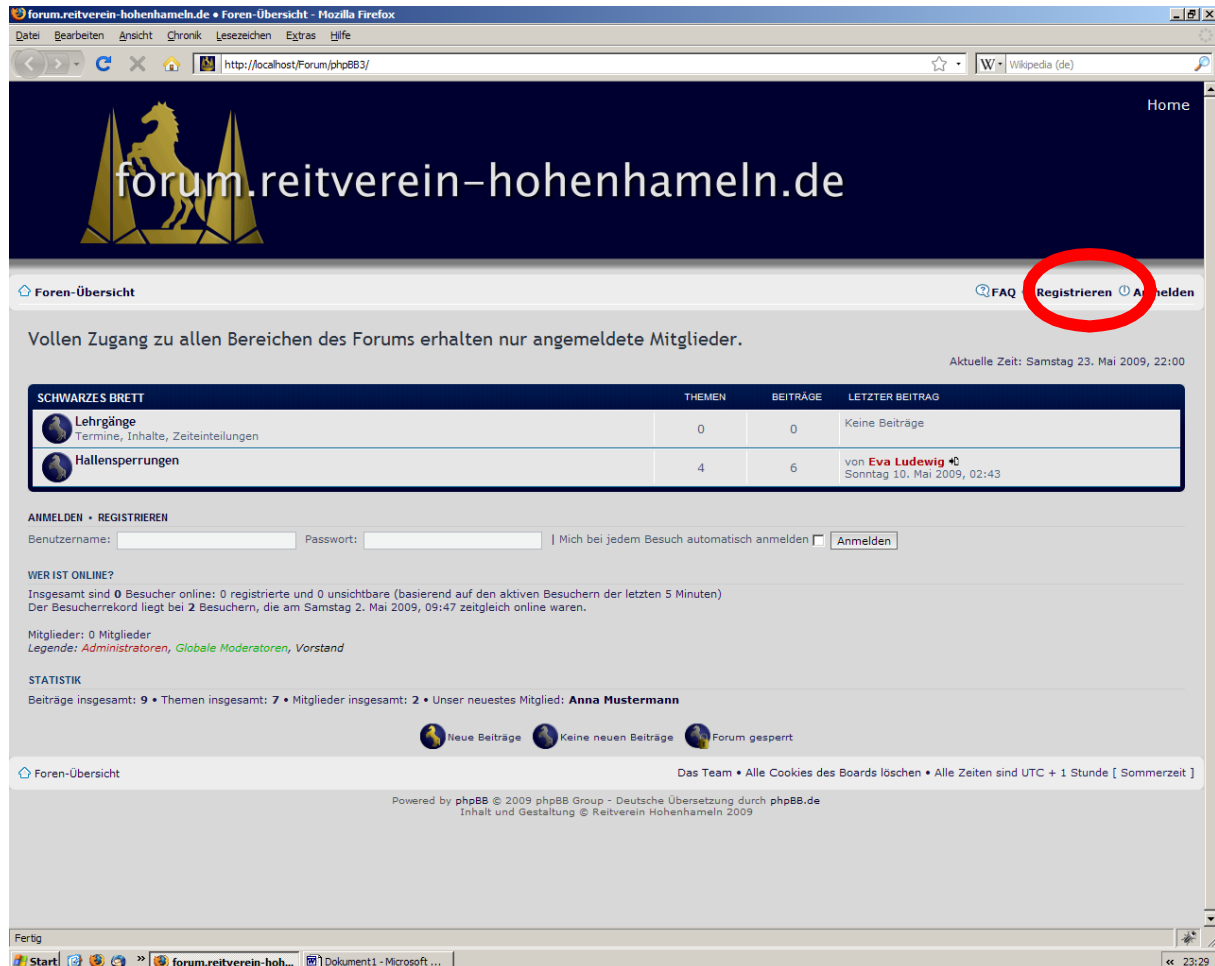 forum.reitverein-hohenhameln.de • Foren-Übersicht - Mozilla Firefox
Datei Bearbeiten Ansicht Chronik Lesezeichen Extras Hilfe
http://localhost/Forum/phpBB3/
W Wikipedia (de)
Home
forum.reitverein-hohenhameln.de
Foren-Übersicht
FAQ Registrieren Anmelden
Vollen Zugang zu allen Bereichen des Forums erhalten nur angemeldete Mitglieder.
Aktuelle Zeit: Samstag 23. Mai 2009, 22:00
SCHWARZES BRETT THEMEN BEITRÄGE LETZTER BEITRAG
Lehrgänge
Termine, Inhalte, Zeiteinteilungen
0 0 Keine Beiträge
Hallensperrungen
4 6 von Eva Ludewig
Sonntag 10. Mai 2009, 02:43
ANMELDEN • REGISTRIEREN
Benutzername: Passwort: | Mich bei jedem Besuch automatisch anmelden Anmelden
WER IST ONLINE?
Insgesamt sind 0 Besucher online: 0 registrierte und 0 unsichtbare (basierend auf den aktiven Besuchern der letzten 5 Minuten)
Der Besucherrekord liegt bei 2 Besuchern, die am Samstag 2. Mai 2009, 09:47 zeitgleich online waren.
Mitglieder: 0 Mitglieder
Legende: Administratoren, Globale Moderatoren, Vorstand
STATISTIK
Beiträge insgesamt: 9 • Themen insgesamt: 7 • Mitglieder insgesamt: 2 • Unser neuestes Mitglied: Anna Mustermann
Neue Beiträge Keine neuen Beiträge Forum gesperrt
Foren-Übersicht
Das Team • Alle Cookies des Boards löschen • Alle Zeiten sind UTC + 1 Stunde [ Sommerzeit ]
Powered by phpBB © 2009 phpBB Group - Deutsche Übersetzung durch phpBB.de
Inhalt und Gestaltung © Reitverein Hohenhameln 2009
Fertig
Start » forum.reitverein-hoh... Dokument1 - Microsoft ... « 23:29